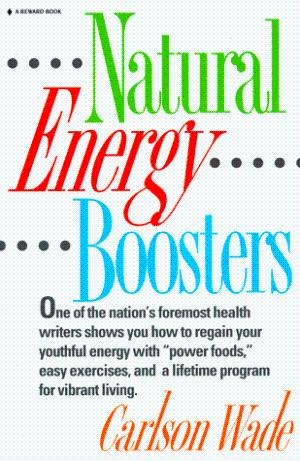 A REWARD BOOK
Natural
Energy
Boosters
One of the nation's foremost health
writers shows you how to regain your
youthful energy with "power foods,"
easy exercises, and a lifetime program
for vibrant living.
Carlson Wade